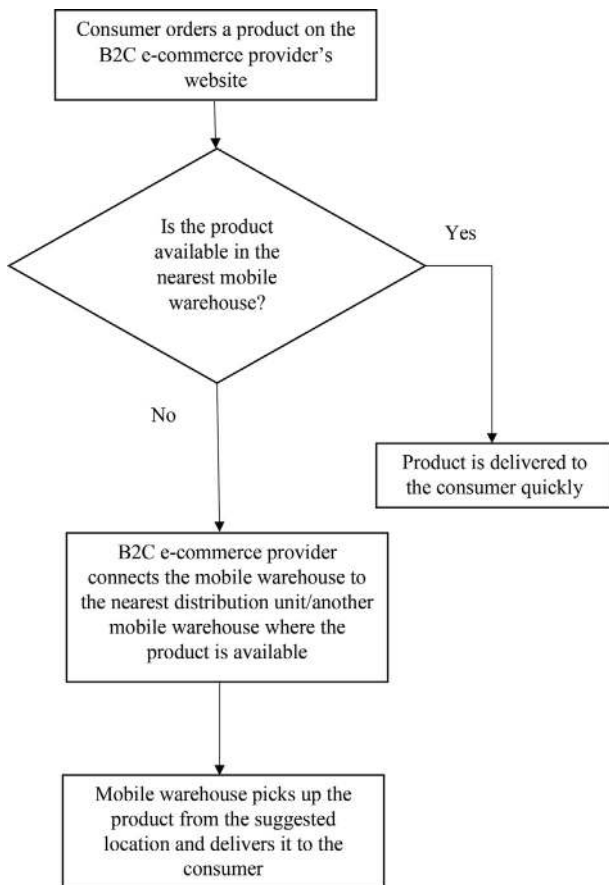 Consumer orders a product on the
B2C e-commerce provider's
website
Is the product
available in the
nearest mobile
warehouse?
Yes
No
Product is delivered to
the consumer quickly
B2C e-commerce provider
connects the mobile warehouse to
the nearest distribution unit/another
mobile warehouse where the
product is available
Mobile warehouse picks up the
product from the suggested
location and delivers it to the
consumer